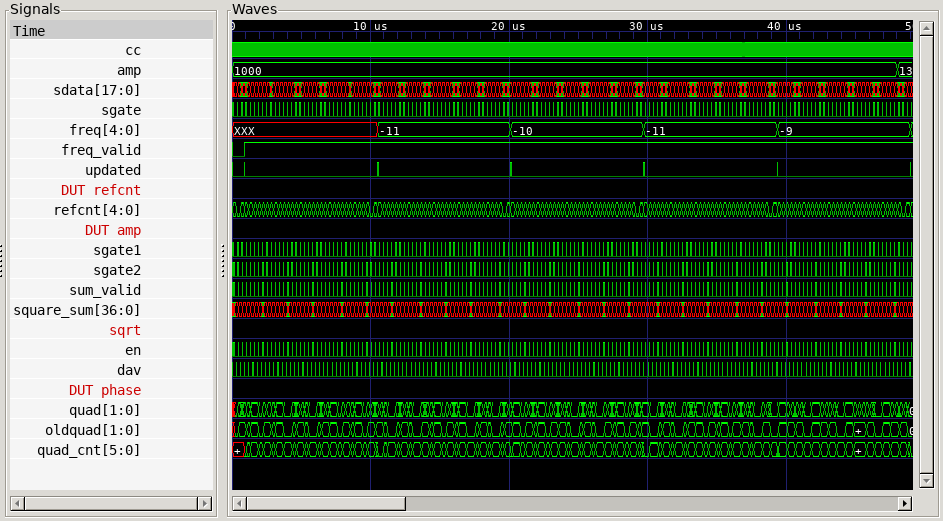 Signals
Waves
Time
0 10 us 20 us 30 us 40 us 5
cc
amp 1000 13
sdata[17:0]
sgate
freq[4:0] XXX -11 -10 -11 -9
freq_valid
updated
DUT refcnt
refcnt[4:0]
DUT amp
sgate1
sgate2
sum_valid
square_sum[36:0]
sqrt
en
dav
DUT phase
quad[1:0] 0
oldquad[1:0] + 0
quad_cnt[5:0] + +